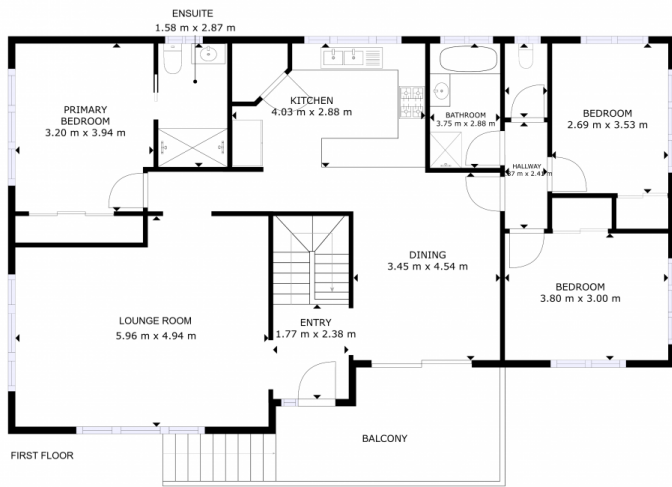 ENSUITE
1.58 m x 2.87 m
PRIMARY
BEDROOM
3.20 m x 3.94 m
KITCHEN
4.03 m x 2.88 m
BATHROOM
3.75 m x 2.88 m
BEDROOM
2.69 m x 3.53 m
HALLWAY
DINING
3.45 m x 4.54 m
BEDROOM
3.80 m x 3.00 m
LOUNGE ROOM
5.96 m x 4.94 m
ENTRY
1.77 m x 2.38 m
BALCONY
FIRST FLOOR